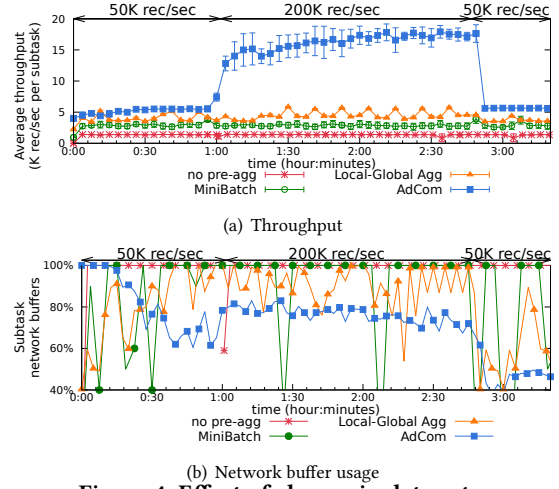 50K rec/sec 200K rec/sec 50K rec/sec
20
15
10
5
0
Average throughput
(K rec/sec per subtask)
0:00 0:30 1:30 2:00 2:30 3:00
time (hour:minutes)
no pre-agg Local-Global Agg
MiniBatch AdCom
(a) Throughput
50K rec/sec 200K rec/sec 50K rec/sec
100%
80%
60%
40%
Subtask
network buffers
0:00 0:30 1:00 1:30 2:00 2:30 3:00
time (hour:minutes)
no pre-agg Local-Global Agg
MiniBatch AdCom
(b) Network buffer usage